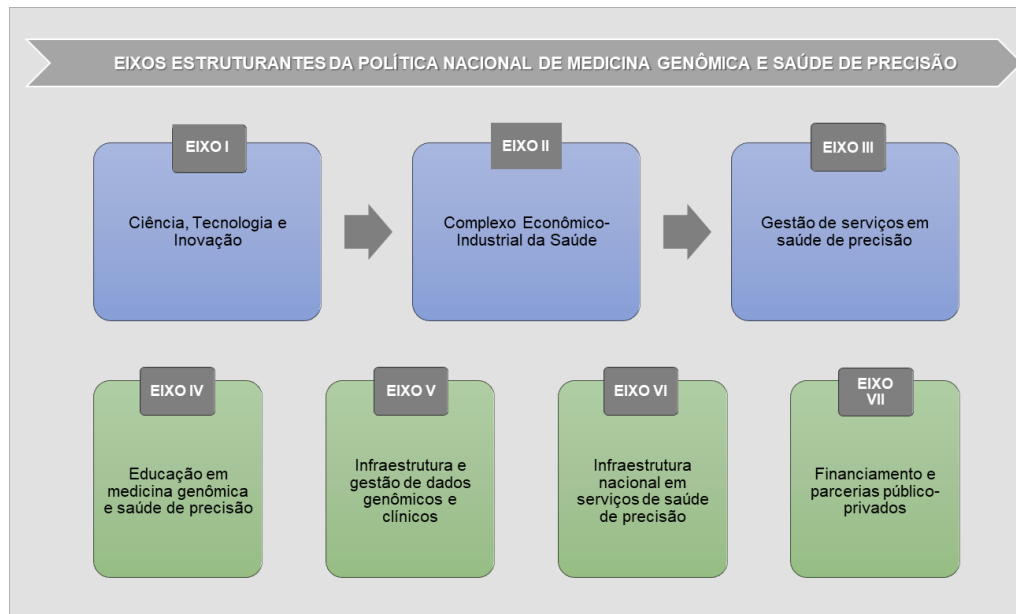 EIXOS ESTRUTURANTES DA POLÍTICA NACIONAL DE MEDICINA GENÔMICA E SAÚDE DE PRECISÃO
EIXO I
Ciência, Tecnologia e
Inovação
EIXO II
Complexo Econômico-
Industrial da Saúde
EIXO III
Gestão de serviços em
saúde de precisão
EIXO IV
Educação em
medicina genômica
e saúde de precisão
EIXO V
Infraestrutura e
gestão de dados
genômicos e
clínicos
EIXO VI
Infraestrutura
nacional em
serviços de saúde
de precisão
EIXO
VII
Financiamento e
parcerias público-
privados